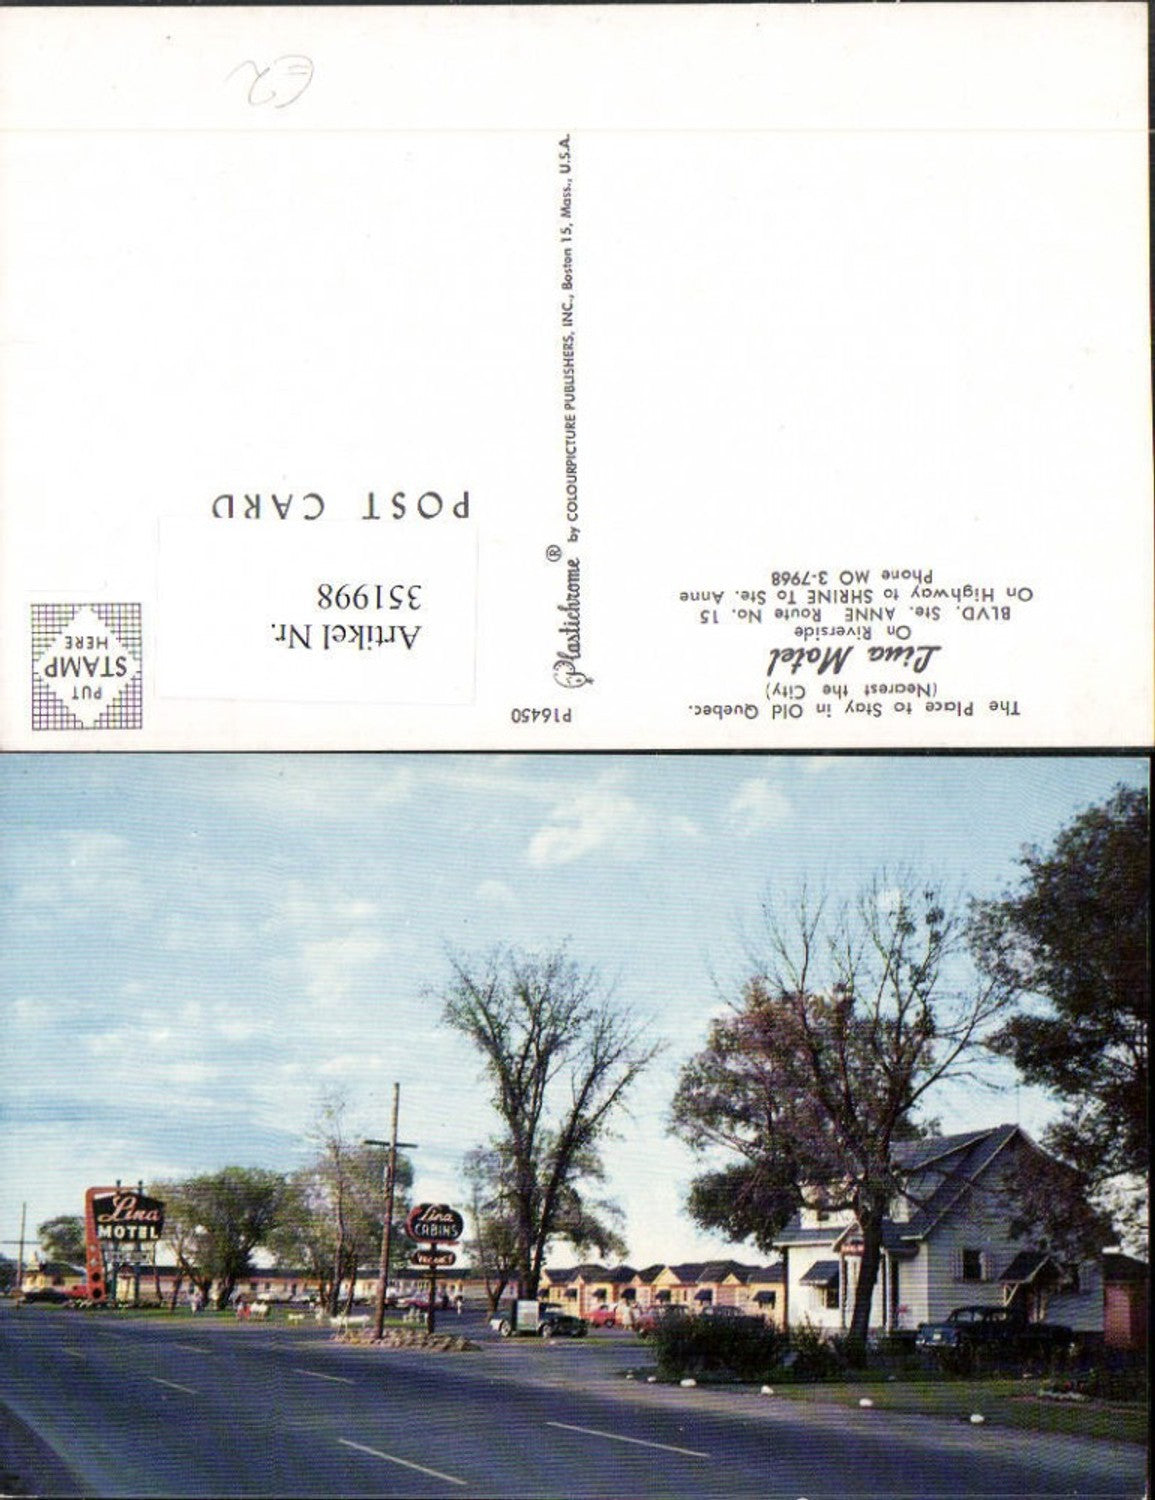 The Place to Stay in Old Quebec.
(Nearest the City)
Lina Motel
On Riverside
BLVD. Ste. ANNE Route No. 15
On Highway to SHRINE To Ste. Anne
Phone MO 3-7968
P16450
Plastichrome ® by COLOURPICTURE PUBLISHERS, INC., Boston 15, Mass., U.S.A.
PUT
STAMP
HERE
Artikel Nr.
351998
POST CARD
€2
Lina
MOTEL
Lina
CABINS